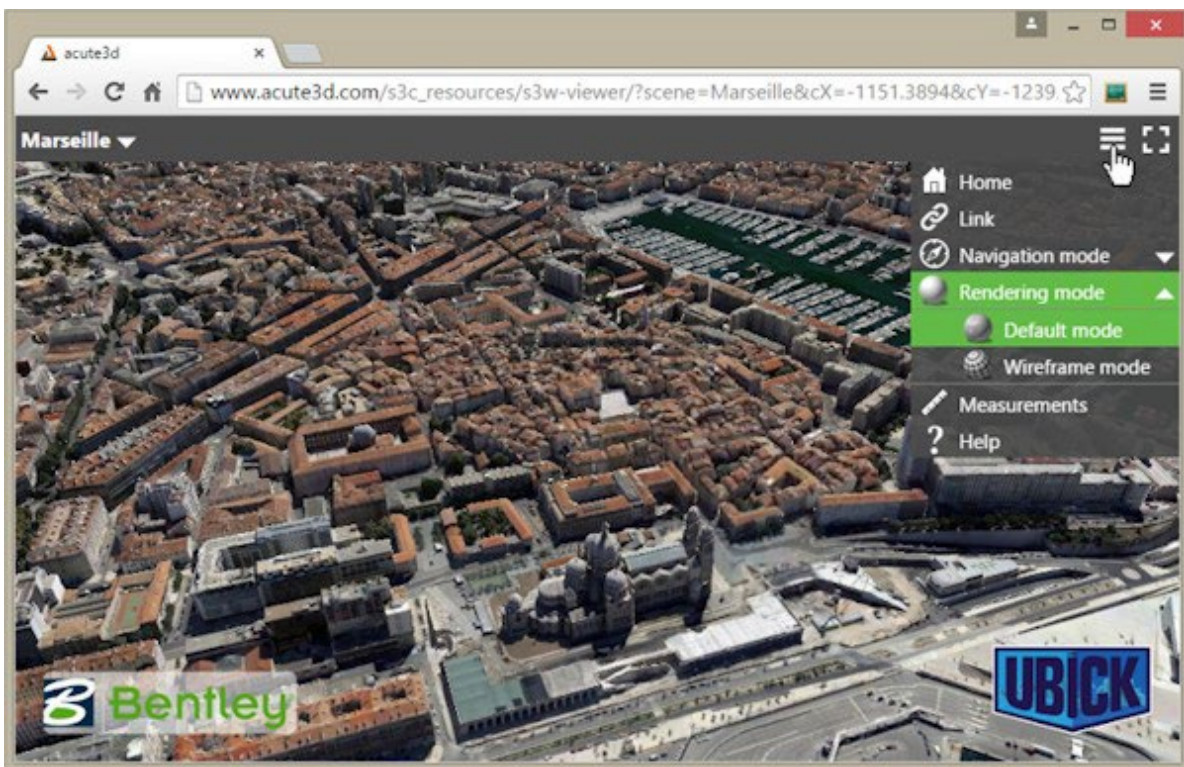 acute3d
www.acute3d.com/s3c_resources/s3w-viewer/?scene=Marseille&cX=-1151.3894&cY=-1239
Marseille
Home
Link
Navigation mode
Rendering mode
Default mode
Wireframe mode
Measurements
Help
B Bentley
UBICK